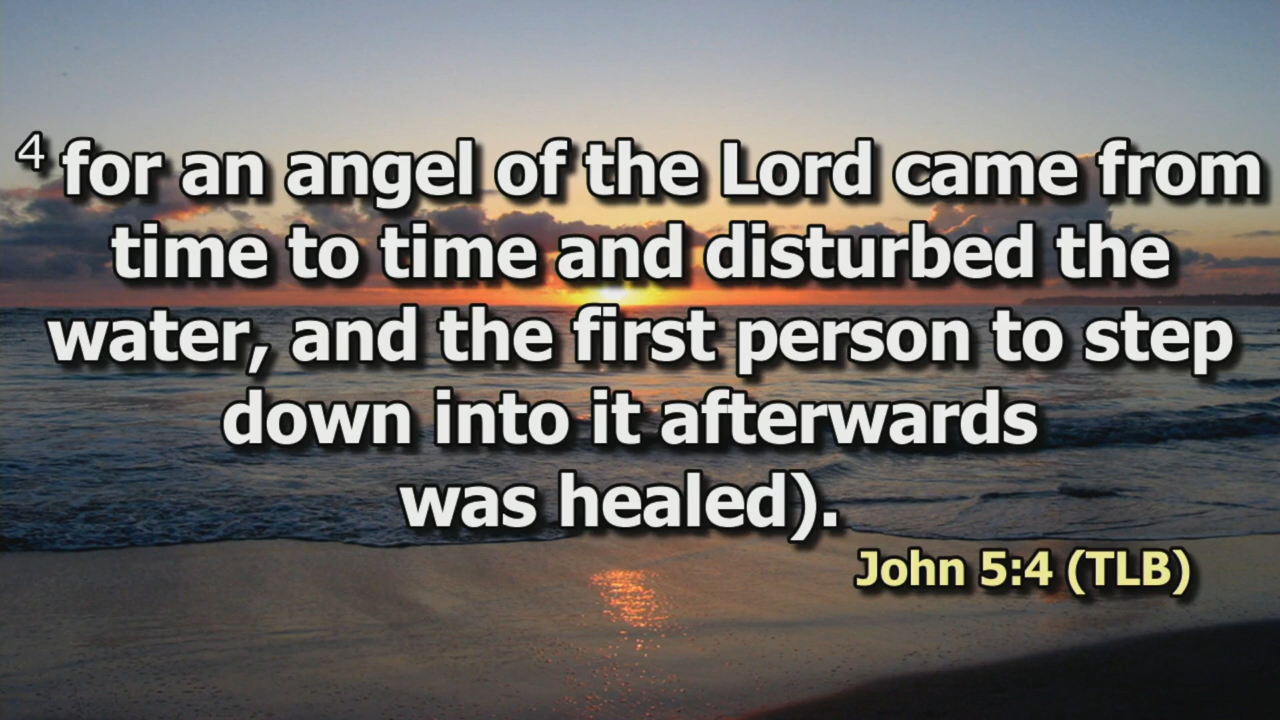 4 for an angel of the Lord came from
time to time and disturbed the
water, and the first person to step
down into it afterwards
was healed).
John 5:4 (TLB)